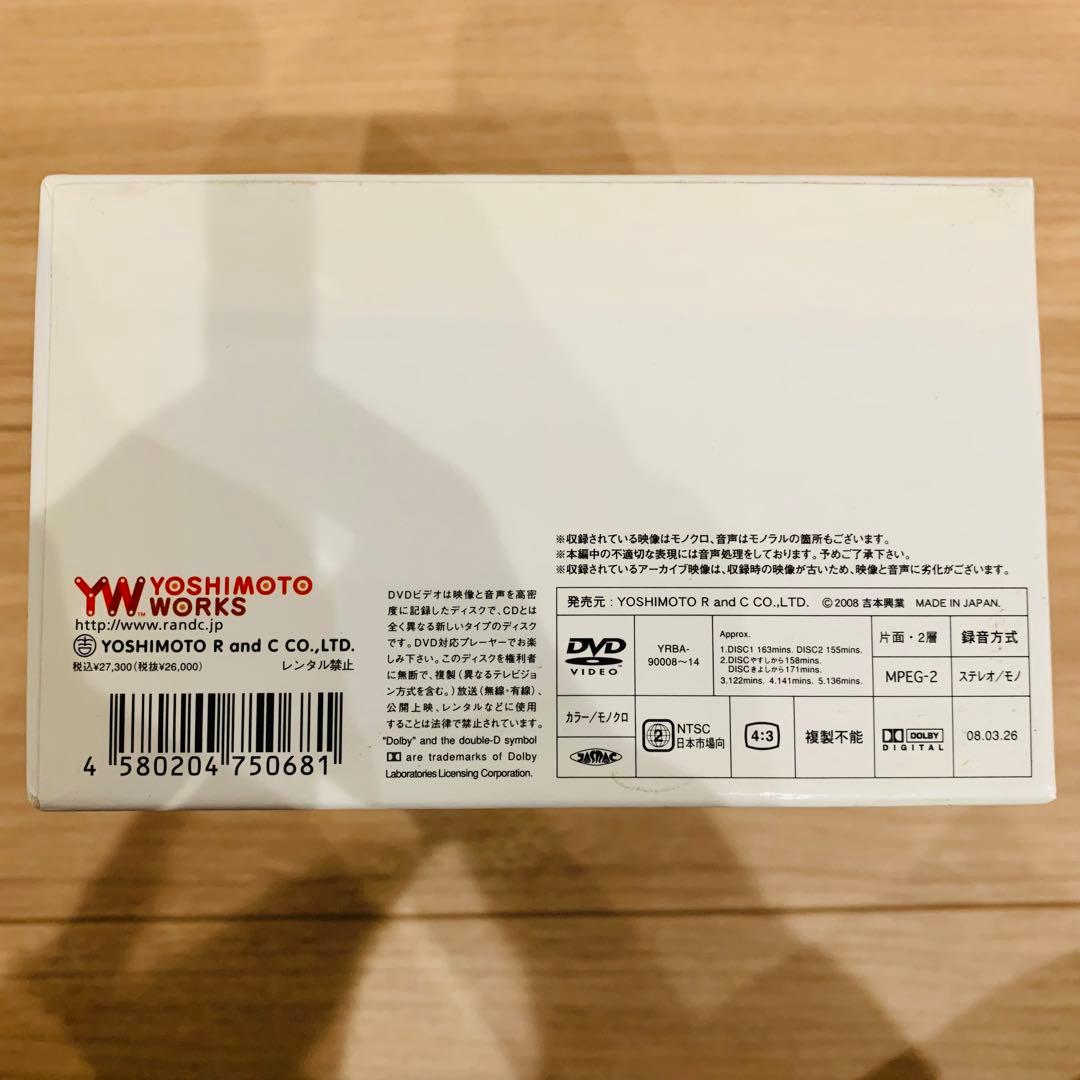 ※収録されている映像はモノクロ、音声はモノラルの箇所もございます。
※本編中の不適切な表現には音声処理をしております。予めご了承下さい。
※収録されているアーカイブ映像は、収録時の映像が古いため、映像と音声に劣化がございます。
YW YOSHIMOTO
WORKS
TM
http://www.randc.jp
吉 YOSHIMOTO R and C CO.,LTD.
税込¥27,300(税抜¥26,000) レンタル禁止
4 580204 750681
DVDビデオは映像と音声を高密
度に記録したディスクで、CDとは
全く異なる新しいタイプのディスク
です。DVD対応プレーヤーでお楽
しみ下さい。このディスクを権利者
に無断で、複製(異なるテレビジョ
ン方式を含む。)放送(無線・有線)、
公開上映、レンタルなどに使用
することは法律で禁止されています。
"Dolby" and the double-D symbol
are trademarks of Dolby
Laboratories Licensing Corporation.
発売元:YOSHIMOTO R and C CO.,LTD. ©2008 吉本興業 MADE IN JAPAN.
DVD
VIDEO
YRBA-
90008〜14
Approx.
1.DISC1 163mins. DISC2 155mins.
2.DISCやすしから158mins.
DISCきよしから171mins.
3.122mins. 4.141mins. 5.136mins.
片面・2層
録音方式
MPEG-2
ステレオ/モノ
カラー/モノクロ
JASRAC
2
NTSC
日本市場向
4:3
複製不能
DOLBY
DIGITAL
08.03.26